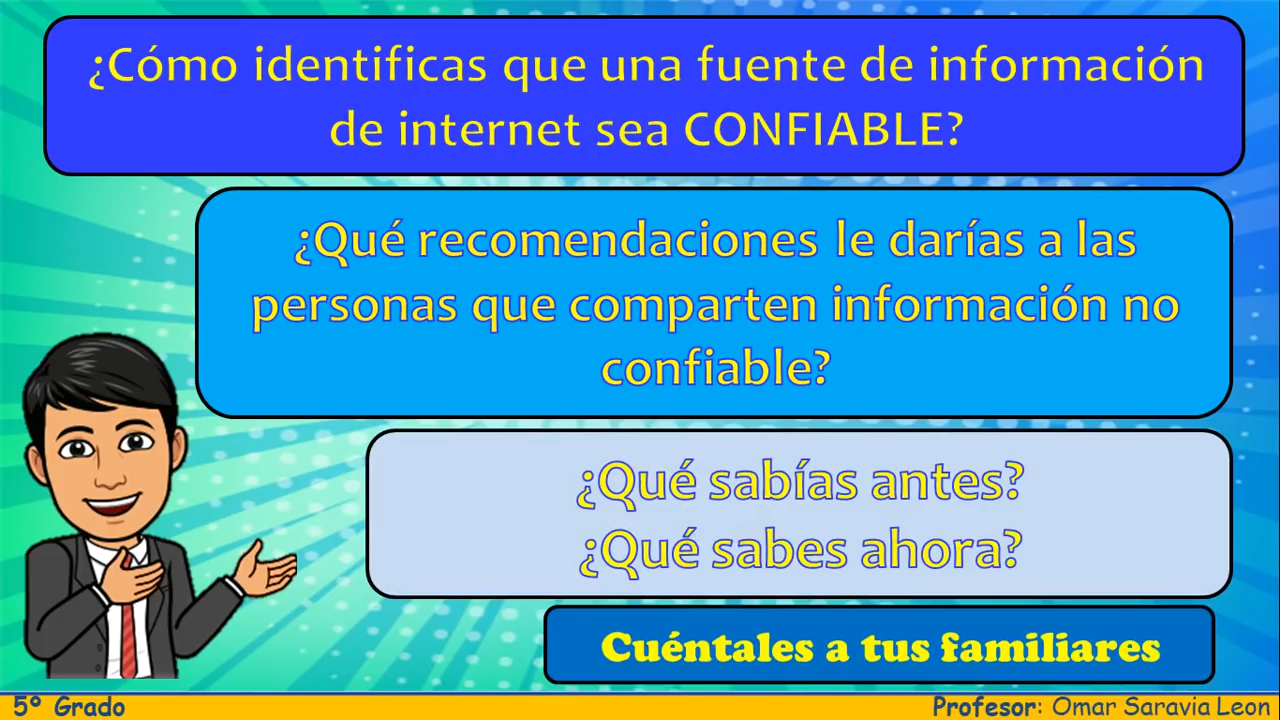 ¿Cómo identificas que una fuente de información
de internet sea CONFIABLE?
¿Qué recomendaciones le darías a las
personas que comparten información no
confiable?
¿Qué sabías antes?
¿Qué sabes ahora?
Cuéntales a tus familiares
5º Grado
Profesor: Omar Saravia Leon